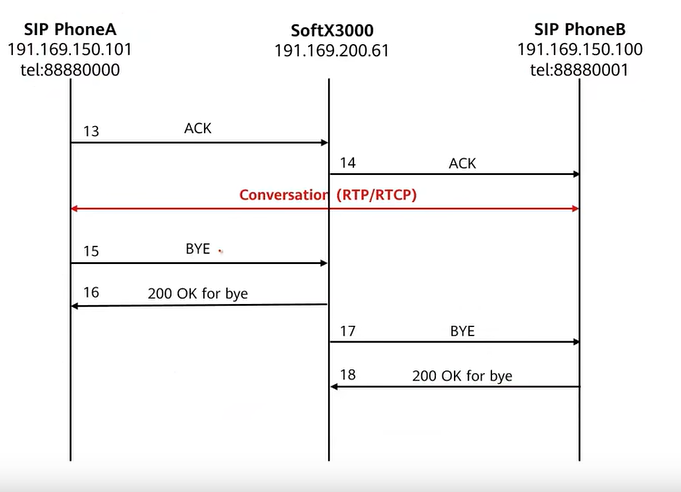 SIP PhoneA
191.169.150.101
tel:88880000
SoftX3000
191.169.200.61
SIP PhoneB
191.169.150.100
tel:88880001
13 ACK
14 ACK
Conversation (RTP/RTCP)
15 BYE
16 200 OK for bye
17 BYE
18 200 OK for bye